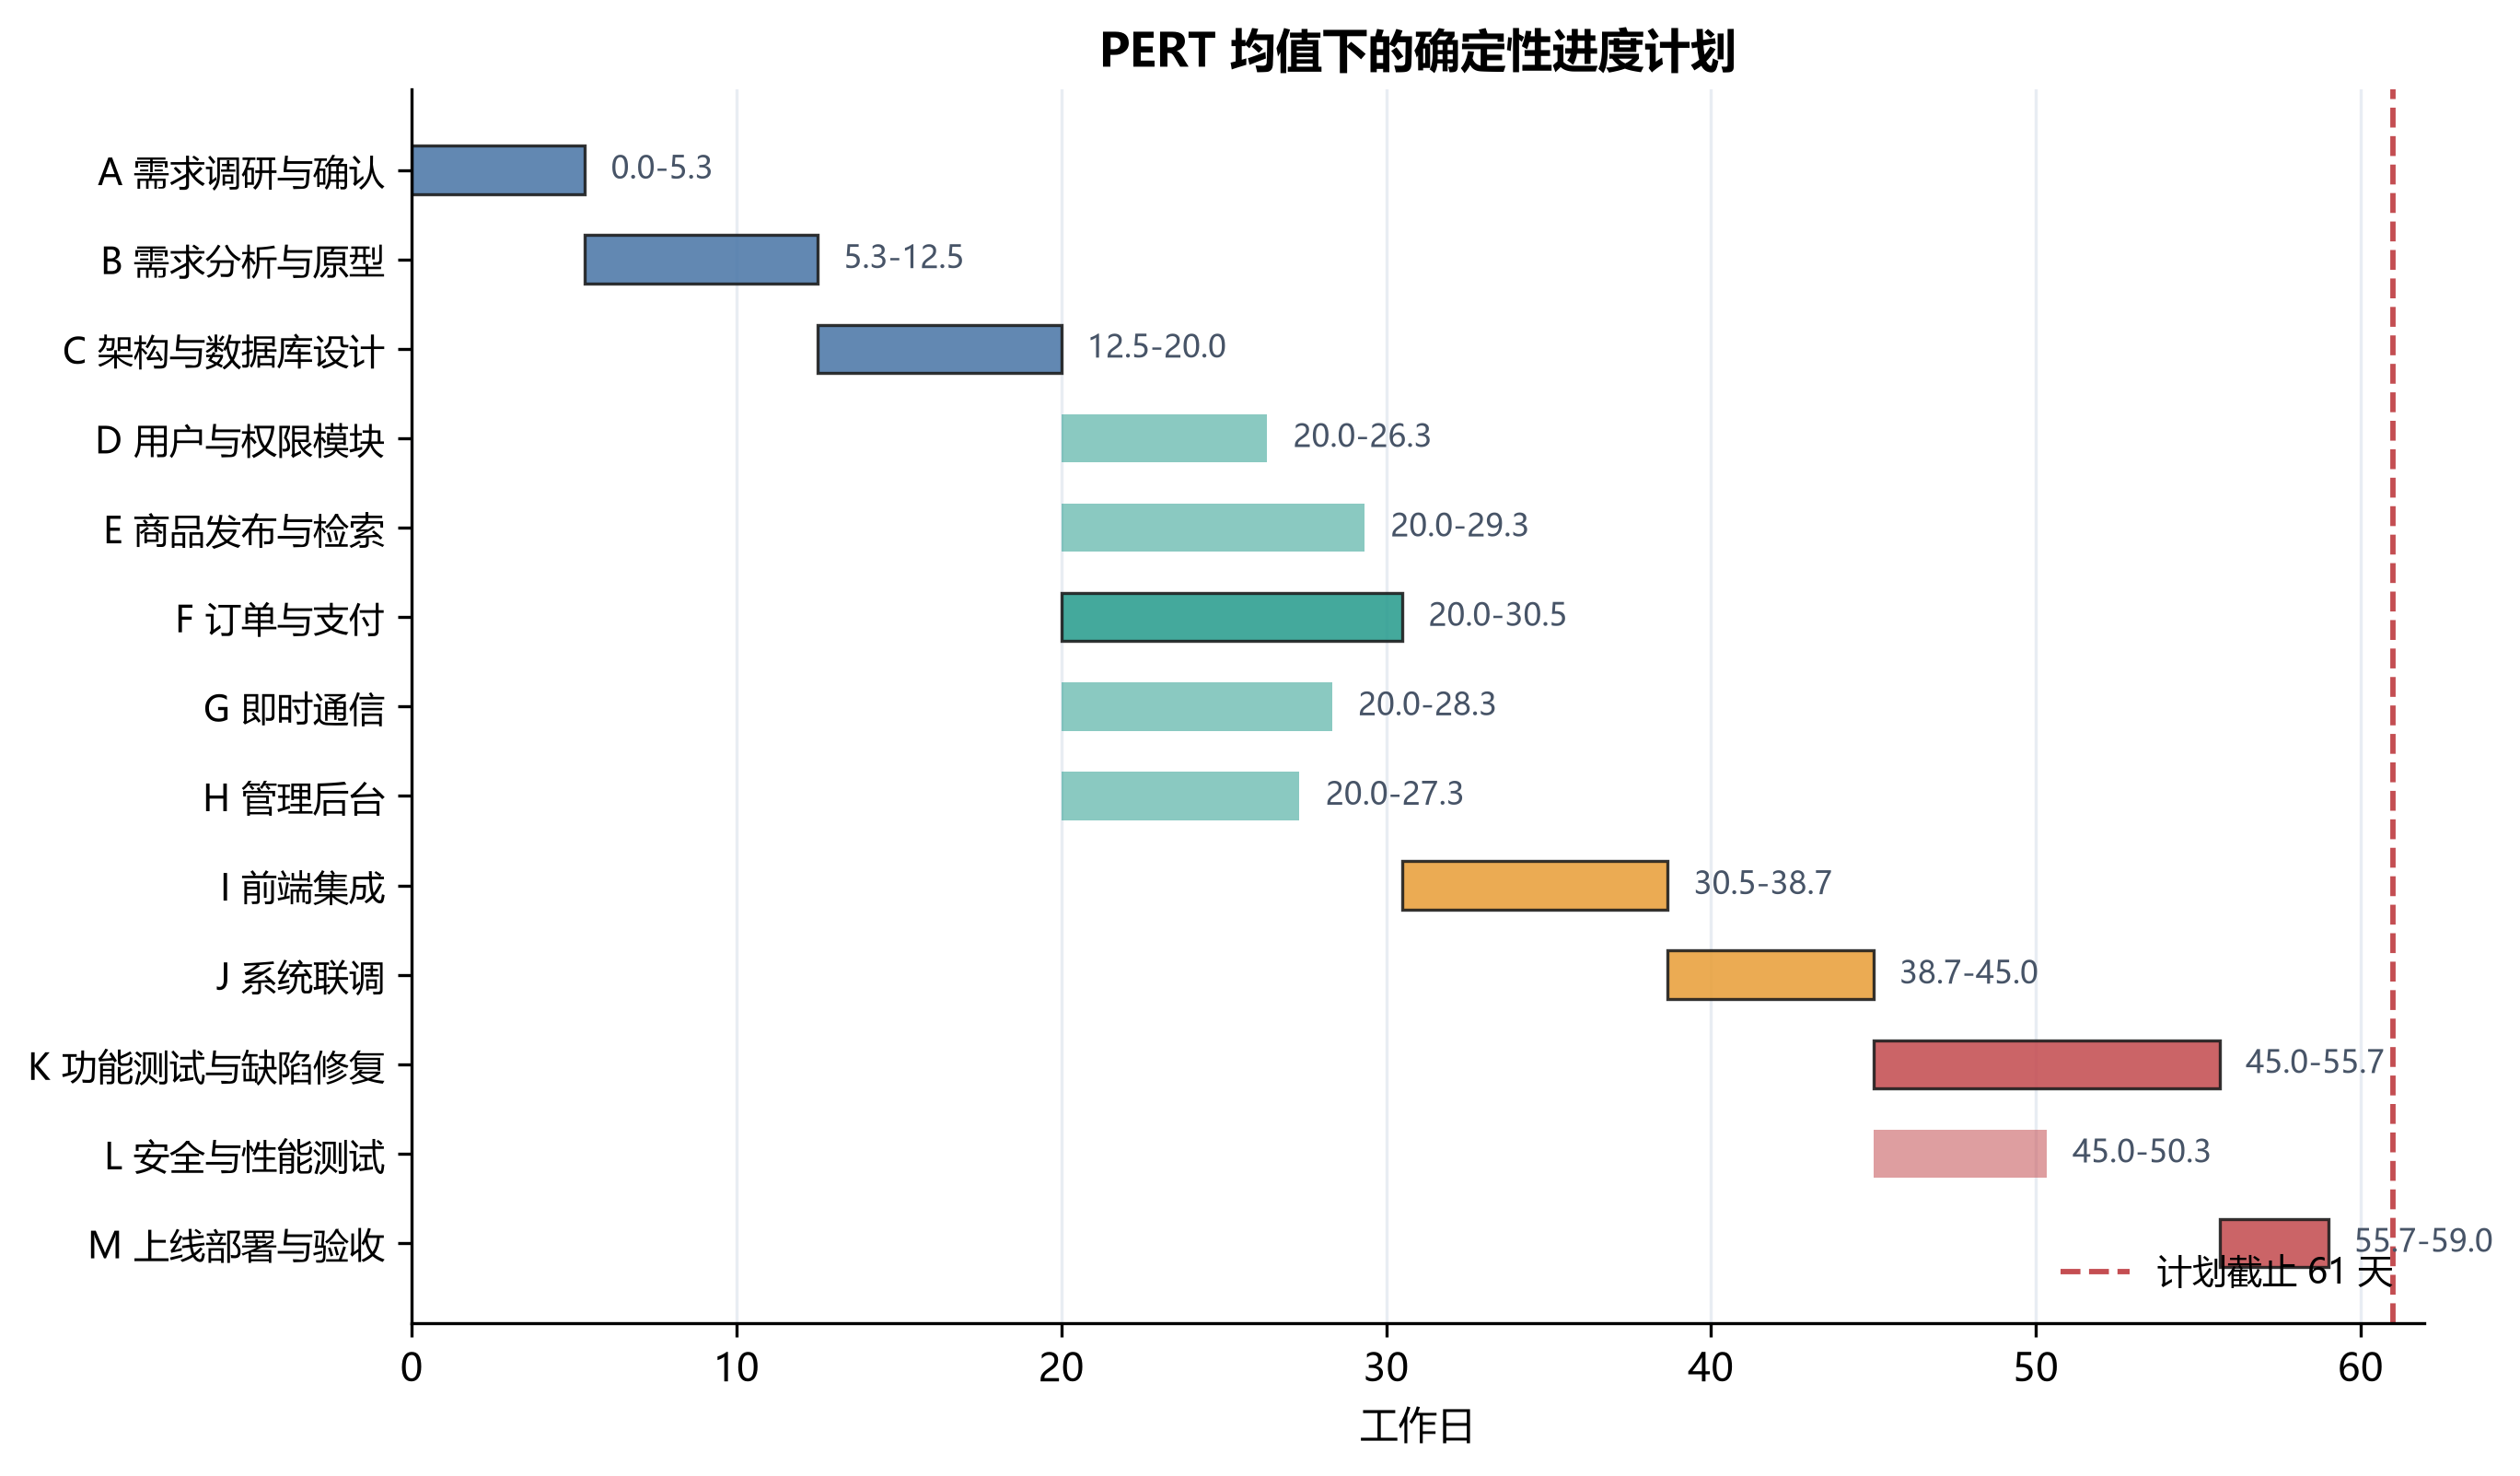 PERT 均值下的确定性进度计划
A 需求调研与确认
0.0-5.3
B 需求分析与原型
5.3-12.5
C 架构与数据库设计
12.5-20.0
D 用户与权限模块
20.0-26.3
E 商品发布与检索
20.0-29.3
F 订单与支付
20.0-30.5
G 即时通信
20.0-28.3
H 管理后台
20.0-27.3
I 前端集成
30.5-38.7
J 系统联调
38.7-45.0
K 功能测试与缺陷修复
45.0-55.7
L 安全与性能测试
45.0-50.3
M 上线部署与验收
55.7-59.0
计划截止 61 天
0 10 20 30 40 50 60
工作日